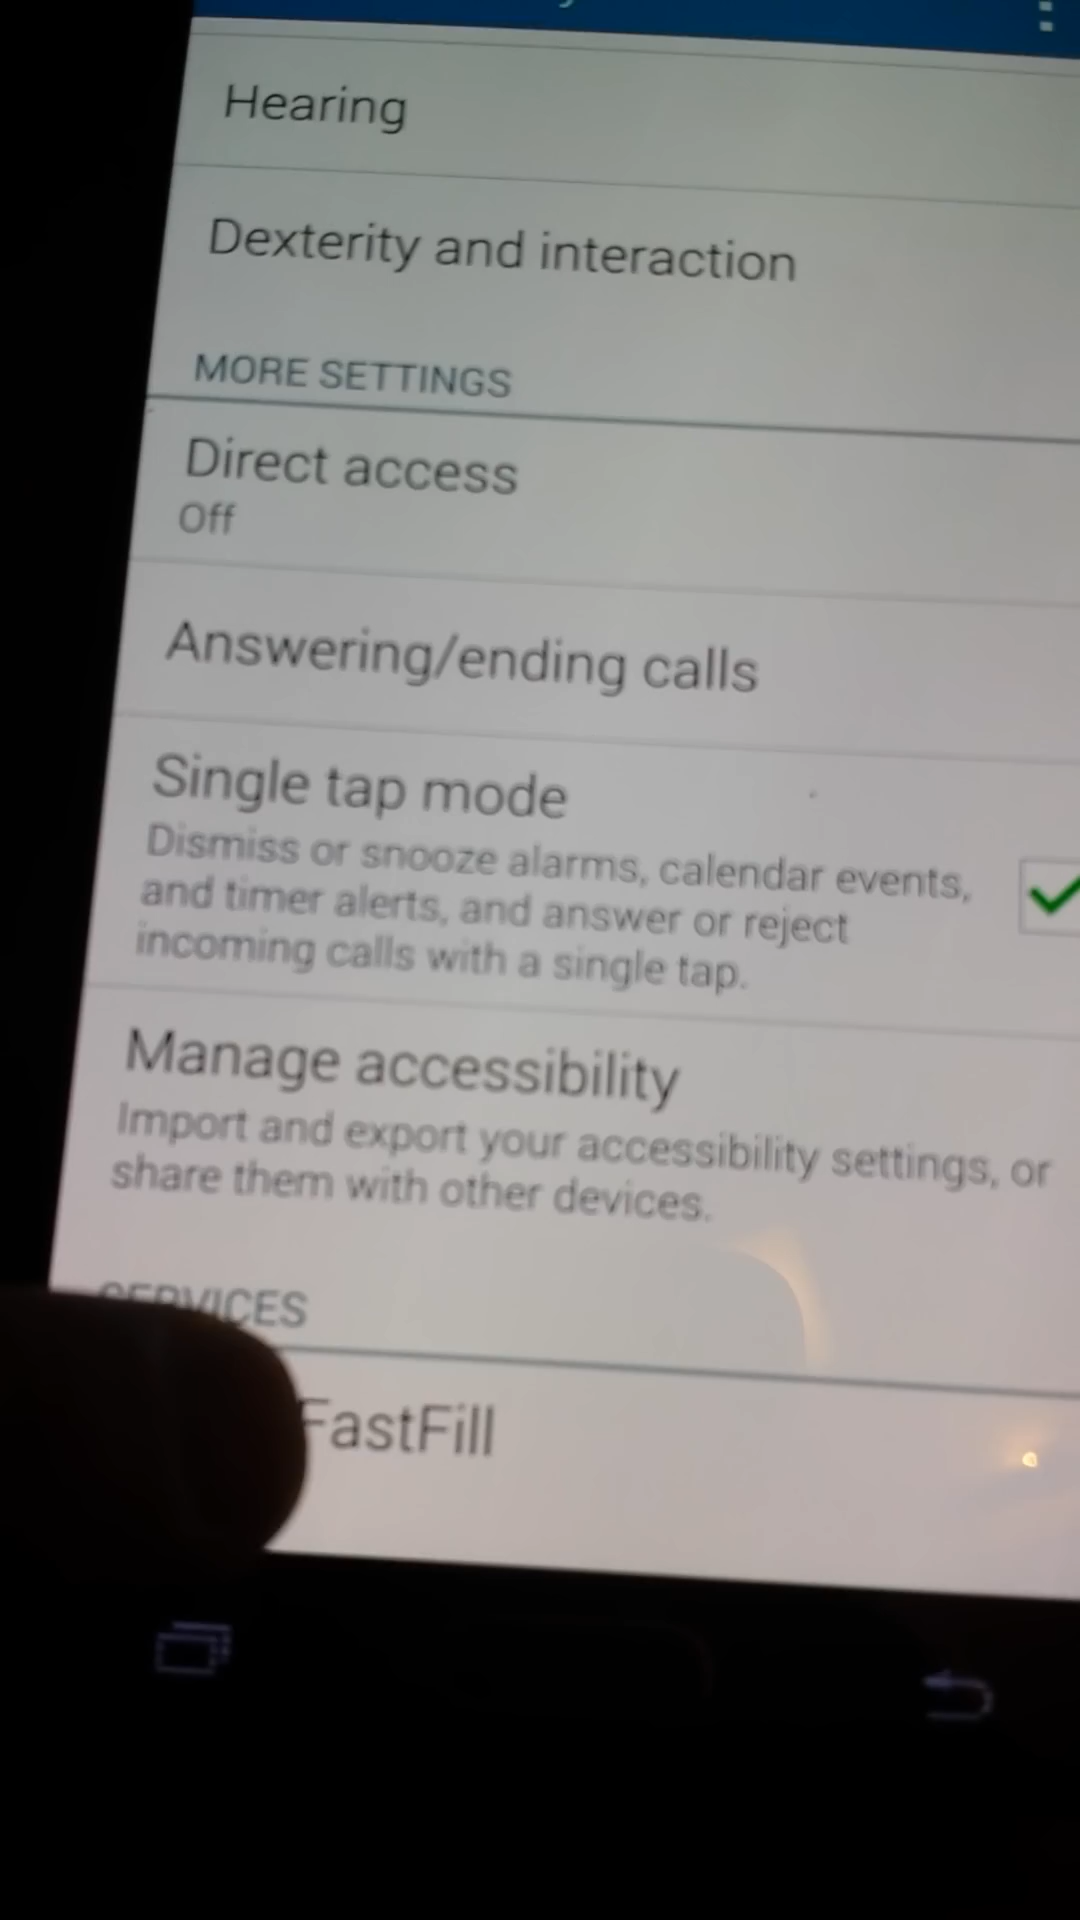 Hearing
Dexterity and interaction
MORE SETTINGS
Direct access
Off
Answering/ending calls
Single tap mode
Dismiss or snooze alarms, calendar events,
and timer alerts, and answer or reject
incoming calls with a single tap.
Manage accessibility
Import and export your accessibility settings, or
share them with other devices.
SERVICES
FastFill